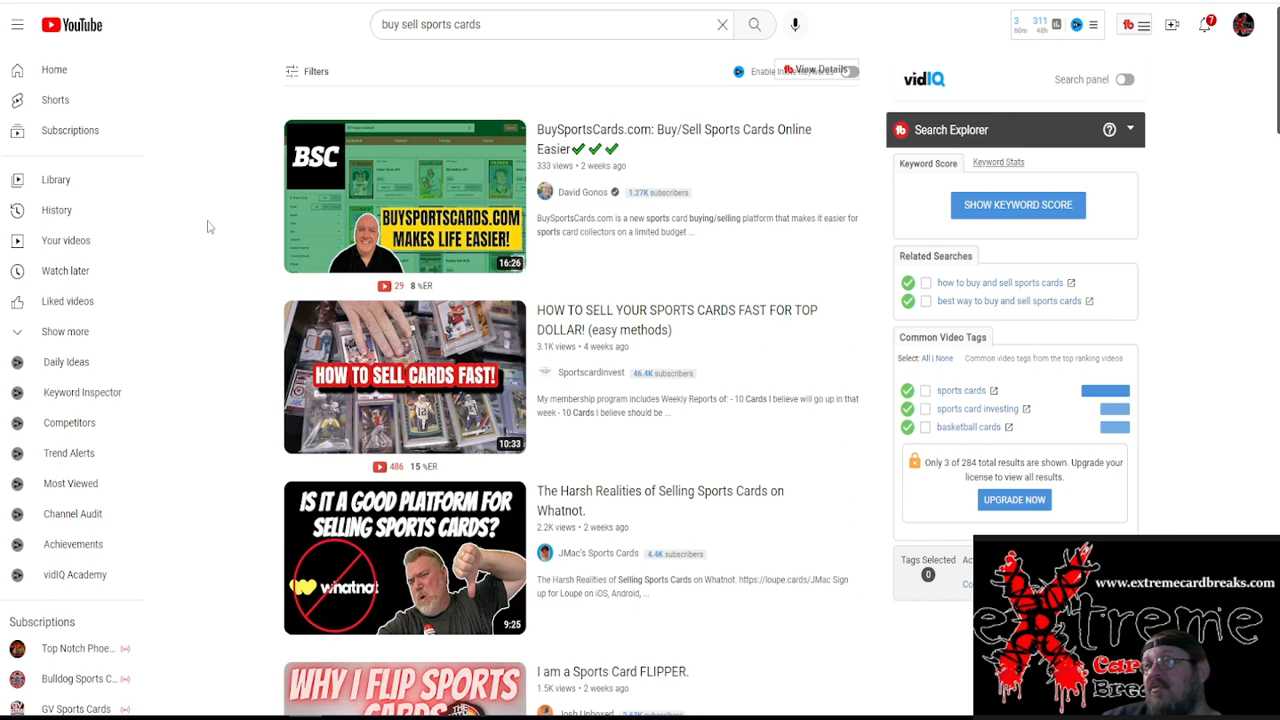 YouTube
buy sell sports cards
3 311
60m 48h
7
Home
Shorts
Subscriptions
Library
History
Your videos
Watch later
Liked videos
Show more
Daily Ideas
Keyword Inspector
Competitors
Trend Alerts
Most Viewed
Channel Audit
Achievements
vidIQ Academy
Subscriptions
Top Notch Phoe...
Bulldog Sports C...
GV Sports Cards
Filters
View Details
BSC
BUYSPORTSCARDS.COM
MAKES LIFE EASIER!
16:26
29 8 %ER
BuySportsCards.com: Buy/Sell Sports Cards Online
Easier✔✔✔
333 views • 2 weeks ago
David Gonos 1.27K subscribers
BuySportsCards.com is a new sports card buying/selling platform that makes it easier for
sports card collectors on a limited budget ...
HOW TO SELL CARDS FAST!
10:33
486 15 %ER
HOW TO SELL YOUR SPORTS CARDS FAST FOR TOP
DOLLAR! (easy methods)
3.1K views • 4 weeks ago
Sportscardinvest 46.4K subscribers
My membership program includes Weekly Reports of: - 10 Cards I believe will go up in that
week - 10 Cards I believe should be ...
IS IT A GOOD PLATFORM FOR
SELLING SPORTS CARDS?
whatnot
9:25
The Harsh Realities of Selling Sports Cards on
Whatnot.
2.2K views • 2 weeks ago
JMac's Sports Cards 4.4K subscribers
The Harsh Realities of Selling Sports Cards on Whatnot. https://loupe.cards/JMac Sign
up for Loupe on iOS, Android, ...
WHY I FLIP SPORTS
I am a Sports Card FLIPPER.
1.5K views • 2 weeks ago
Josh Unboxed 2.63K subscribers
vidIQ
Search panel
Search Explorer
Keyword Score Keyword Stats
SHOW KEYWORD SCORE
Related Searches
how to buy and sell sports cards
best way to buy and sell sports cards
Common Video Tags
Select: All | None Common video tags from the top ranking videos
sports cards
sport card investing
basketball cards
Only 3 of 284 total results are shown. Upgrade your
license to view all results.
UPGRADE NOW
Tags Selected
0
www.extremecardbreaks.com
eXtreme